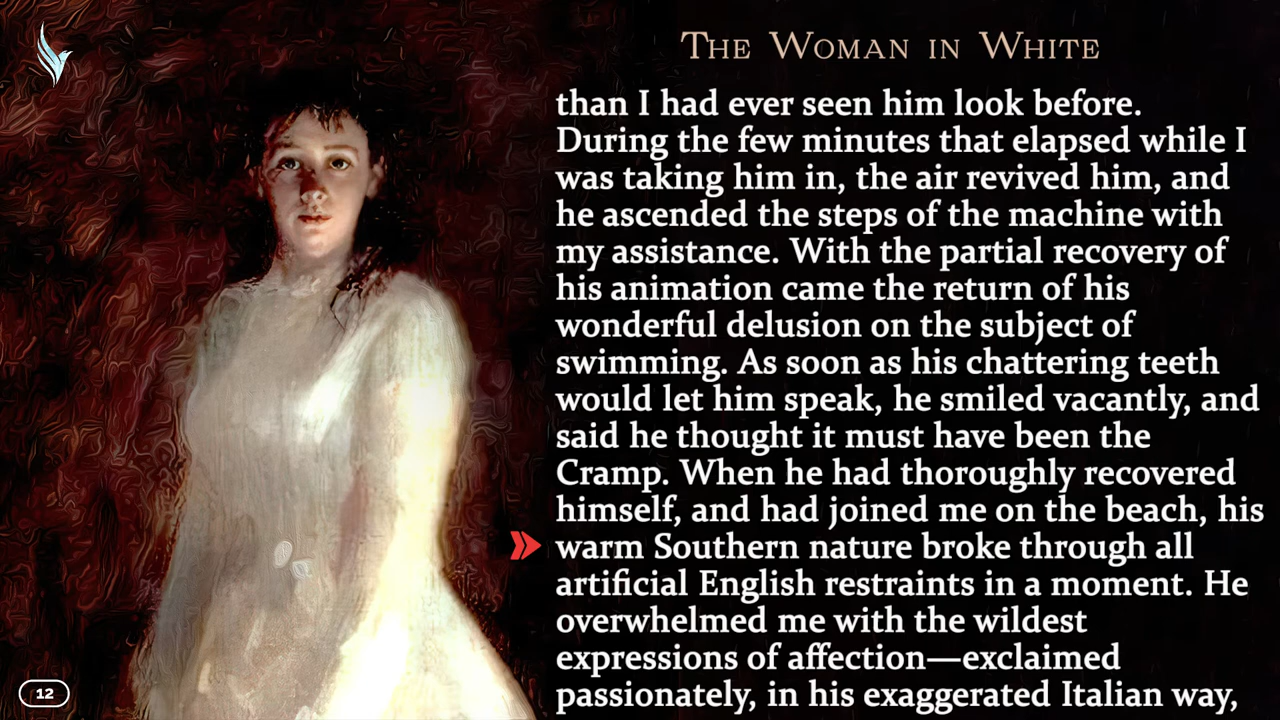 The Woman in White
than I had ever seen him look before.
During the few minutes that elapsed while I
was taking him in, the air revived him, and
he ascended the steps of the machine with
my assistance. With the partial recovery of
his animation came the return of his
wonderful delusion on the subject of
swimming. As soon as his chattering teeth
would let him speak, he smiled vacantly, and
said he thought it must have been the
Cramp. When he had thoroughly recovered
himself, and had joined me on the beach, his
warm Southern nature broke through all
artificial English restraints in a moment. He
overwhelmed me with the wildest
expressions of affection—exclaimed
passionately, in his exaggerated Italian way,
12